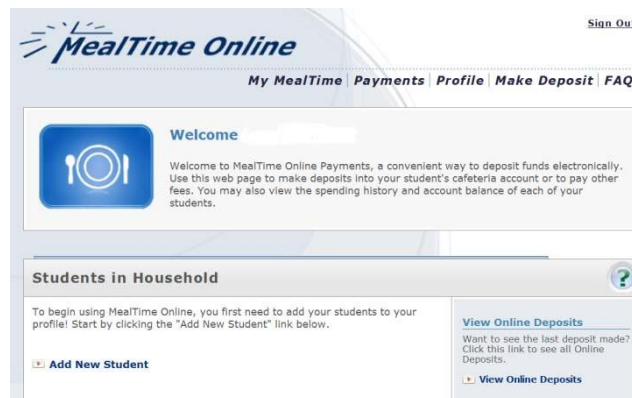 Sign Out
MealTime Online
My MealTime | Payments | Profile | Make Deposit | FAQ
Welcome
Welcome to MealTime Online Payments, a convenient way to deposit funds electronically.
Use this web page to make deposits into your student's cafeteria account or to pay other
fees. You may also view the spending history and account balance of each of your
students.
Students in Household
?
To begin using MealTime Online, you first need to add your students to your
profile! Start by clicking the "Add New Student" link below.
Add New Student
View Online Deposits
Want to see the last deposit made?
Click this link to see all Online
Deposits.
View Online Deposits